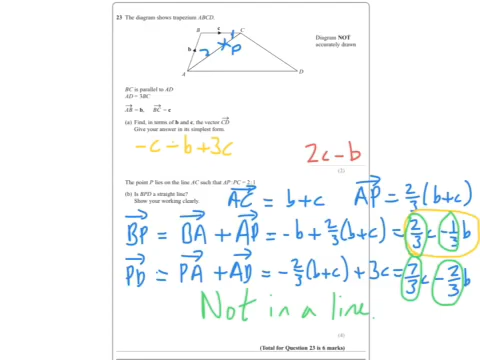 23 The diagram shows trapezium ABCD.
B c C
Diagram NOT
accurately drawn
b 2 1 P
A D
BC is parallel to AD
AD = 3BC
AB = b, BC = c
(a) Find, in terms of b and c, the vector CD
Give your answer in its simplest form.
-c - b + 3c
2c - b
(2)
The point P lies on the line AC such that AP : PC = 2 : 1
(b) Is BPD a straight line?
Show your working clearly.
AC = b + c AP = 2/3 (b + c)
BP = BA + AP = -b + 2/3 (b + c) = 2/3 c - 1/3 b
PD = PA + AD = -2/3 (b + c) + 3c = 7/3 c - 2/3 b
Not in a line.
(4)
(Total for Question 23 is 6 marks)